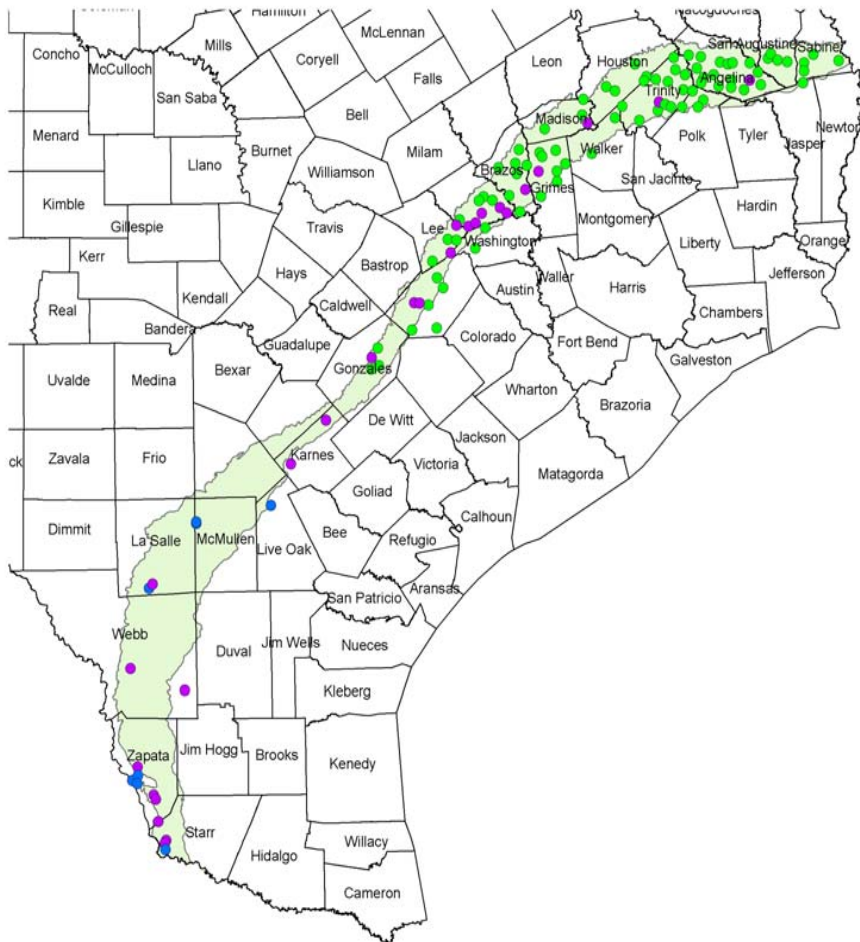 Hamilton
McLennan
Nacogdoches
Concho
Mills
San Augustine
Sabine
McCulloch
Coryell
Leon
Houston
Angelina
San Saba
Falls
Trinity
Bell
Madison
Menard
Burnet
Milam
Walker
Polk
Tyler
Newton
Llano
Williamson
Brazos
Jasper
Grimes
San Jacinto
Kimble
Gillespie
Travis
Lee
Montgomery
Hardin
Washington
Liberty
Orange
Kerr
Hays
Bastrop
Waller
Jefferson
Kendall
Caldwell
Austin
Harris
Real
Bandera
Chambers
Guadalupe
Colorado
Fort Bend
Galveston
Uvalde
Medina
Bexar
Gonzales
Wharton
Brazoria
De Witt
Jackson
ck
Zavala
Frio
Karnes
Victoria
Matagorda
Goliad
Calhoun
Dimmit
La Salle
McMullen
Live Oak
Bee
Refugio
Aransas
San Patricio
Webb
Duval
Jim Wells
Nueces
Kleberg
Zapata
Jim Hogg
Brooks
Kenedy
Starr
Willacy
Hidalgo
Cameron